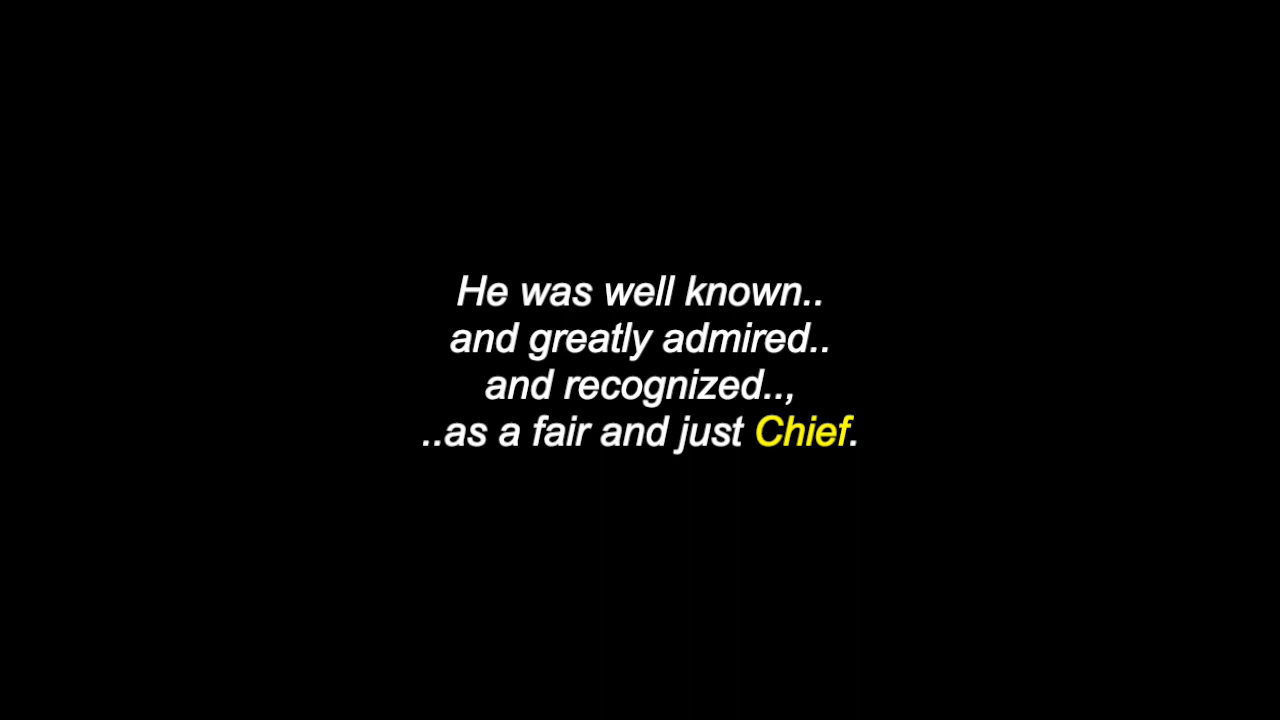 He was well known..
and greatly admired..
and recognized..,
..as a fair and just Chief.